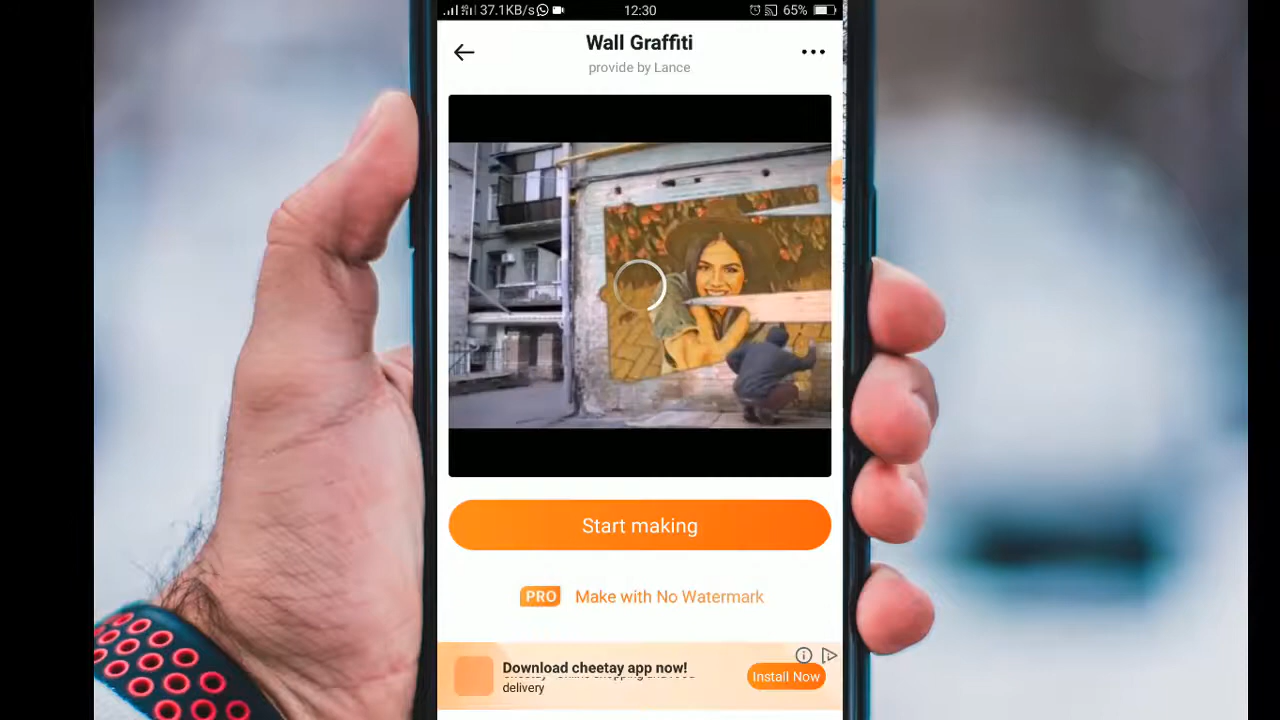 37.1KB/s 12:30 65%
Wall Graffiti
provide by Lance
Start making
PRO Make with No Watermark
Download cheetay app now!
delivery
Install Now